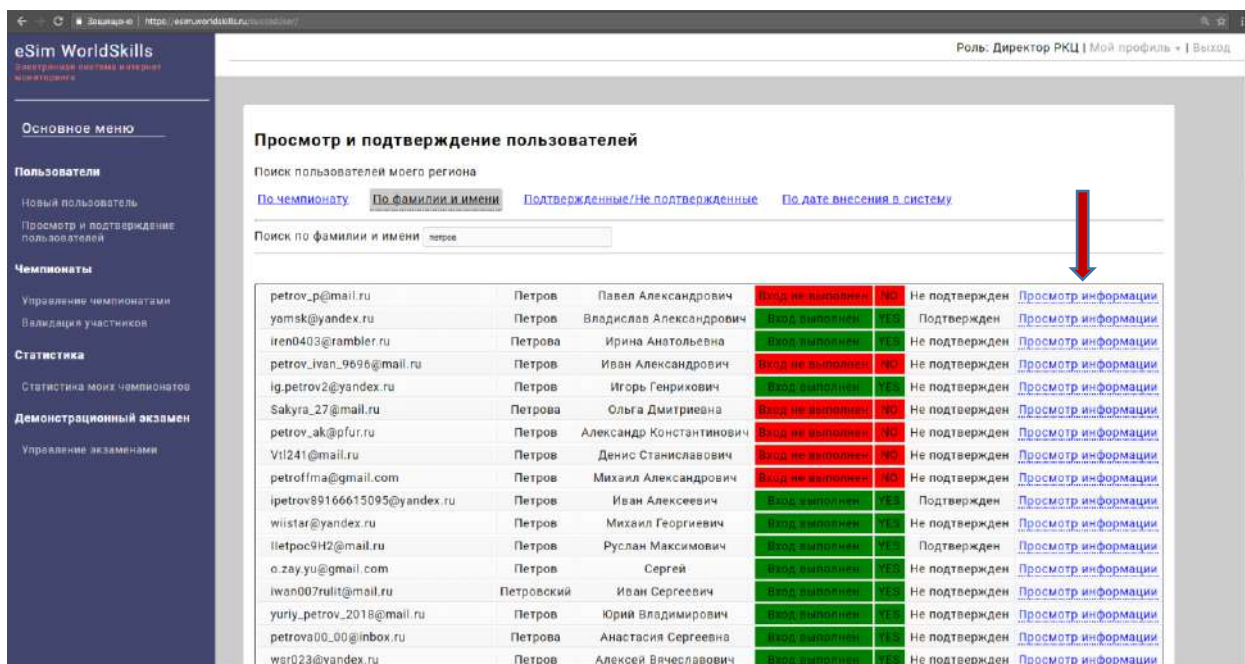 Защищено https://esim.worldskills.ru/
eSim WorldSkills
Электронная система интернет
мониторинга
Роль: Директор РКЦ | Мой профиль | Выход
Основное меню
Пользователи
Новый пользователь
Просмотр и подтверждение
пользователей
Чемпионаты
Управление чемпионатами
Валидация участников
Статистика
Статистика моих чемпионатов
Демонстрационный экзамен
Управление экзаменами
Просмотр и подтверждение пользователей
Поиск пользователей моего региона
По чемпионату По фамилии и имени Подтвержденные/Не подтвержденные По дате внесения в систему
Поиск по фамилии и имени петров
petrov_p@mail.ru Петров Павел Александрович Вход не выполнен NO Не подтвержден Просмотр информации
yamsk@yandex.ru Петров Владислав Александрович Вход выполнен YES Подтвержден Просмотр информации
iren0403@rambler.ru Петрова Ирина Анатольевна Вход выполнен YES Не подтвержден Просмотр информации
petrov_ivan_9696@mail.ru Петров Иван Александрович Вход не выполнен NO Не подтвержден Просмотр информации
ig.petrov2@yandex.ru Петров Игорь Генрихович Вход выполнен YES Не подтвержден Просмотр информации
Sakyra_27@mail.ru Петрова Ольга Дмитриевна Вход не выполнен NO Не подтвержден Просмотр информации
petrov_ak@pfur.ru Петров Александр Константинович Вход не выполнен NO Не подтвержден Просмотр информации
Vtl241@mail.ru Петров Денис Станиславович Вход не выполнен NO Не подтвержден Просмотр информации
petroffma@gmail.com Петров Михаил Александрович Вход не выполнен NO Не подтвержден Просмотр информации
ipetrov89166615095@yandex.ru Петров Иван Алексеевич Вход выполнен YES Подтвержден Просмотр информации
wiistar@yandex.ru Петров Михаил Георгиевич Вход выполнен YES Не подтвержден Просмотр информации
Iletpoc9H2@mail.ru Петров Руслан Максимович Вход выполнен YES Подтвержден Просмотр информации
o.zay.yu@gmail.com Петров Сергей Вход выполнен YES Не подтвержден Просмотр информации
iwan007rulit@mail.ru Петровский Иван Сергеевич Вход выполнен YES Не подтвержден Просмотр информации
yuriy_petrov_2018@mail.ru Петров Юрий Владимирович Вход выполнен YES Не подтвержден Просмотр информации
petrova00_00@inbox.ru Петрова Анастасия Сергеевна Вход выполнен YES Не подтвержден Просмотр информации
wsr023@yandex.ru Петров Алексей Вячеславович Вход выполнен YES Не подтвержден Просмотр информации